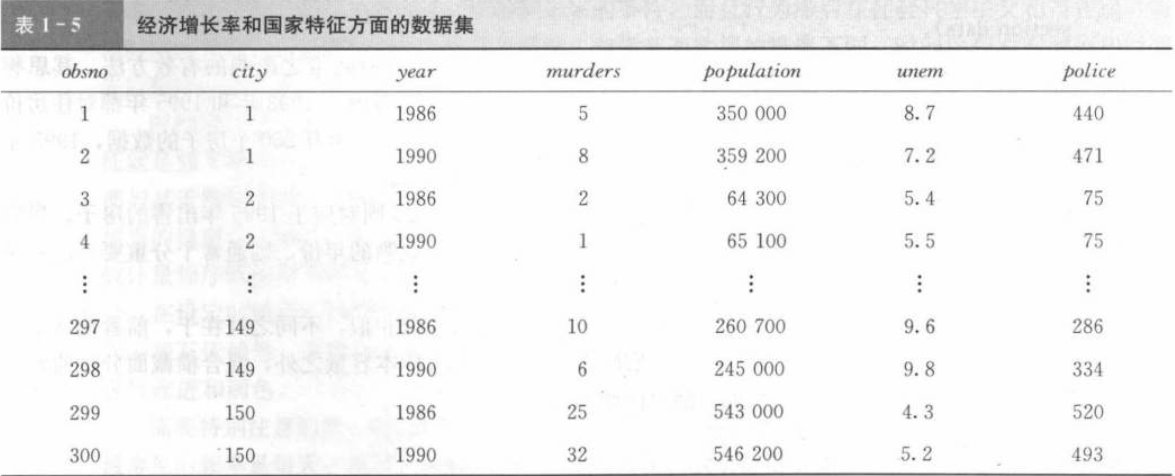 表 1-5 经济增长率和国家特征方面的数据集
obsno city year murders population unem police
1 1 1986 5 350 000 8.7 440
2 1 1990 8 359 200 7.2 471
3 2 1986 2 64 300 5.4 75
4 2 1990 1 65 100 5.5 75
⋮ ⋮ ⋮ ⋮ ⋮ ⋮ ⋮
297 149 1986 10 260 700 9.6 286
298 149 1990 6 245 000 9.8 334
299 150 1986 25 543 000 4.3 520
300 150 1990 32 546 200 5.2 493